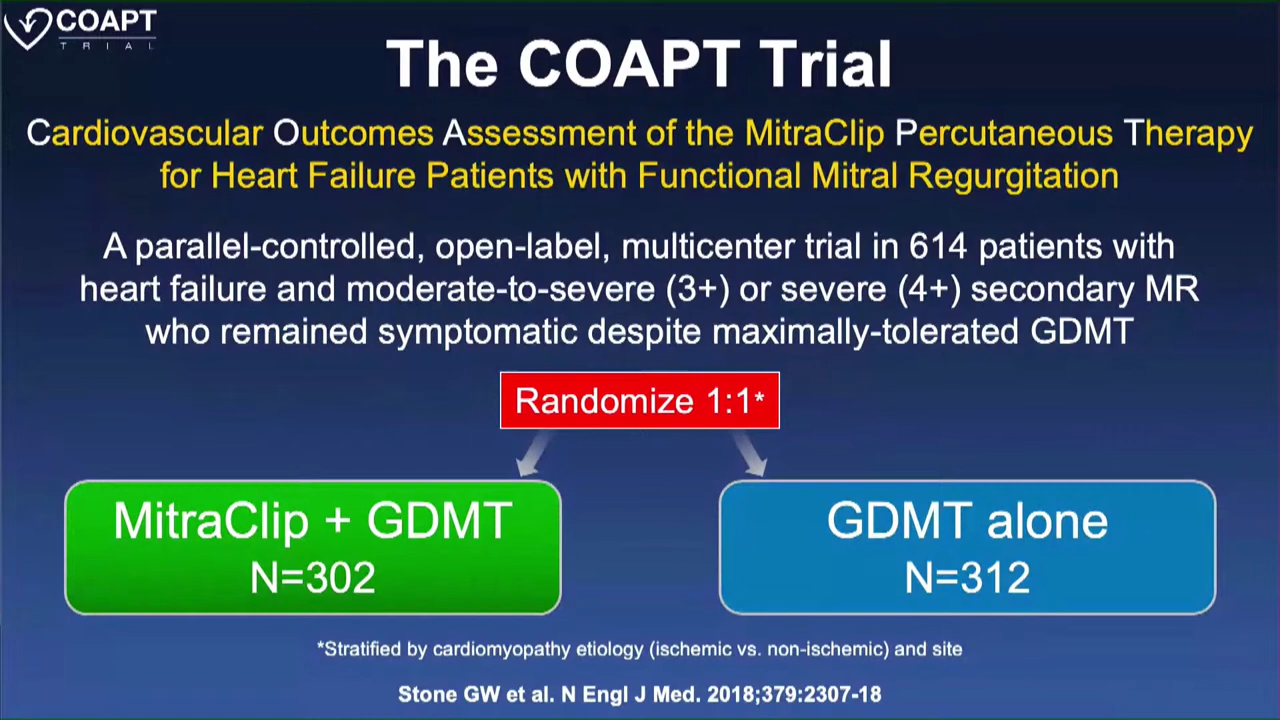 COAPT
TRIAL
The COAPT Trial
Cardiovascular Outcomes Assessment of the MitraClip Percutaneous Therapy
for Heart Failure Patients with Functional Mitral Regurgitation
A parallel-controlled, open-label, multicenter trial in 614 patients with
heart failure and moderate-to-severe (3+) or severe (4+) secondary MR
who remained symptomatic despite maximally-tolerated GDMT
Randomize 1:1*
MitraClip + GDMT
N=302
GDMT alone
N=312
*Stratified by cardiomyopathy etiology (ischemic vs. non-ischemic) and site
Stone GW et al. N Engl J Med. 2018;379:2307-18